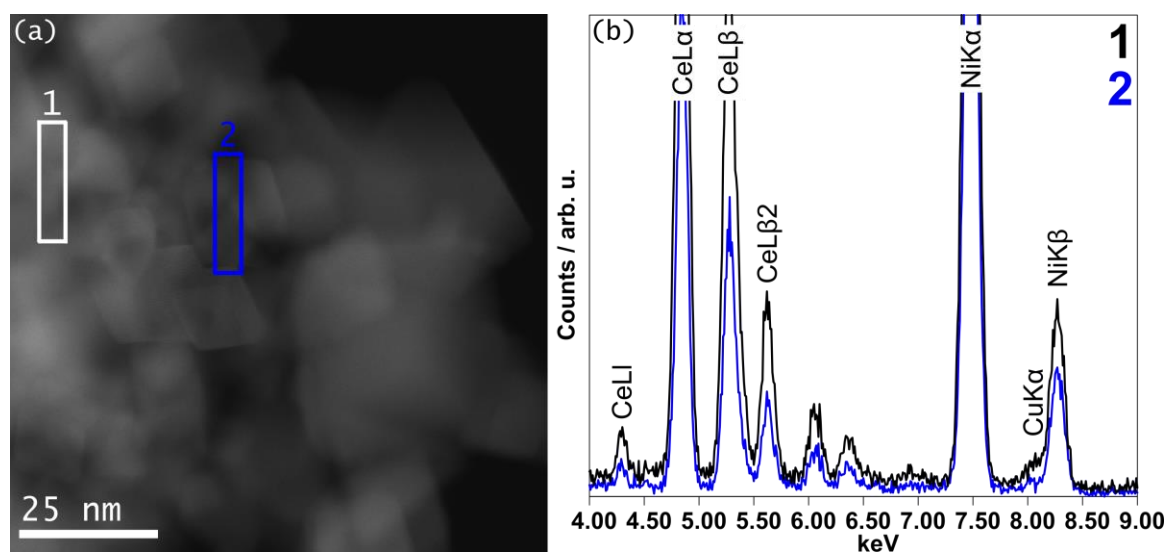 (a)
1
2
25 nm
(b)
1
2
Counts / arb. u.
CeLl
CeLα
CeLβ
CeLβ2
NiKα
CuKα
NiKβ
4.00 4.50 5.00 5.50 6.00 6.50 7.00 7.50 8.00 8.50 9.00
keV